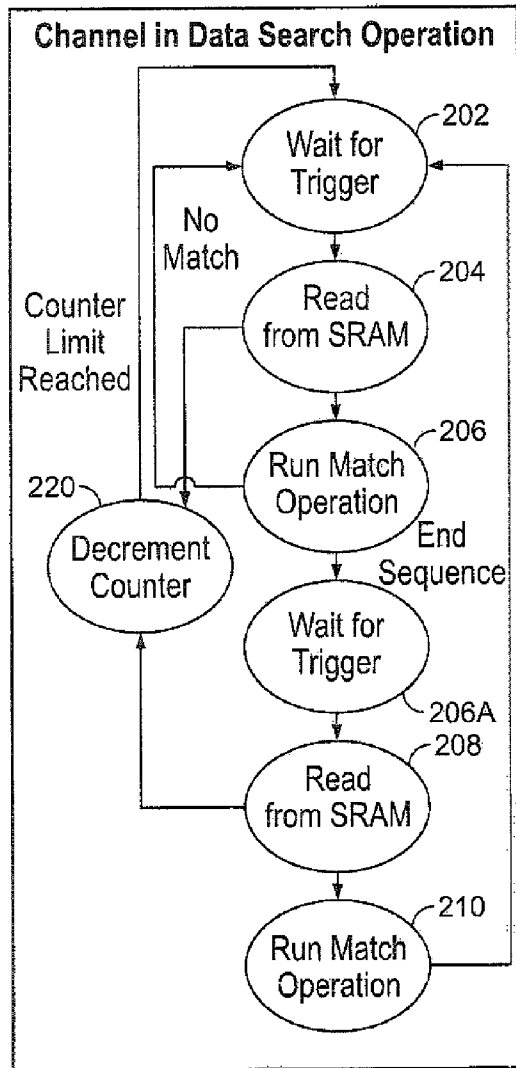 Channel in Data Search Operation
202
Wait for
Trigger
No
Match
204
Read
from SRAM
Counter
Limit
Reached
206
Run Match
Operation
220
Decrement
Counter
End
Sequence
Wait for
Trigger
206A
208
Read
from SRAM
210
Run Match
Operation